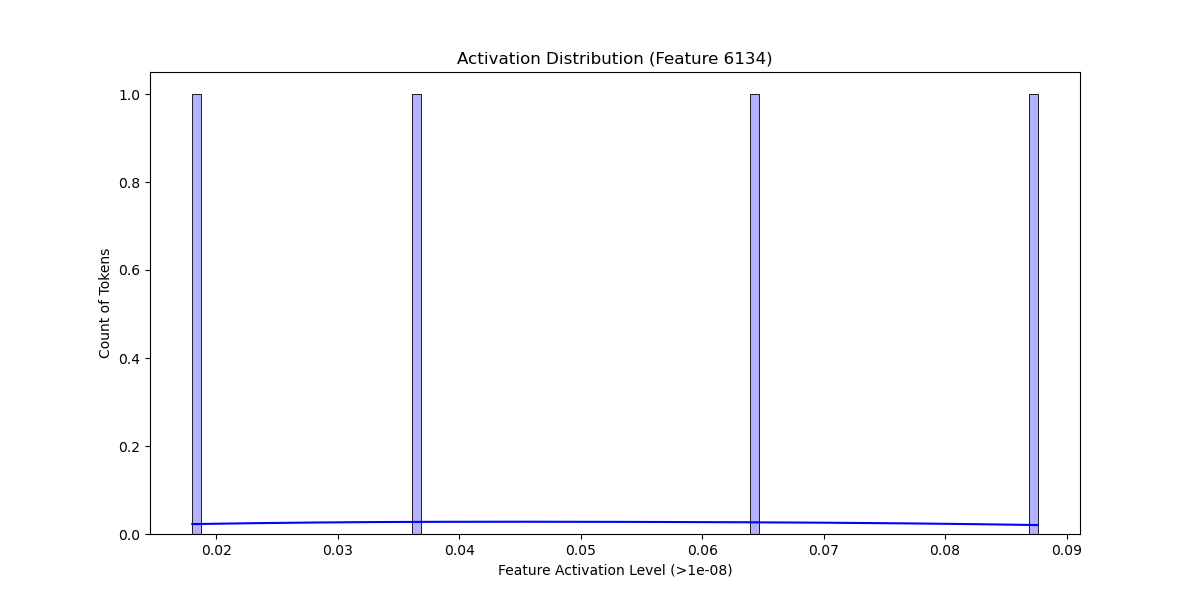 Activation Distribution (Feature 6134)
1.0
0.8
0.6
0.4
0.2
0.0
Count of Tokens
0.02 0.03 0.04 0.05 0.06 0.07 0.08 0.09
Feature Activation Level (>1e-08)